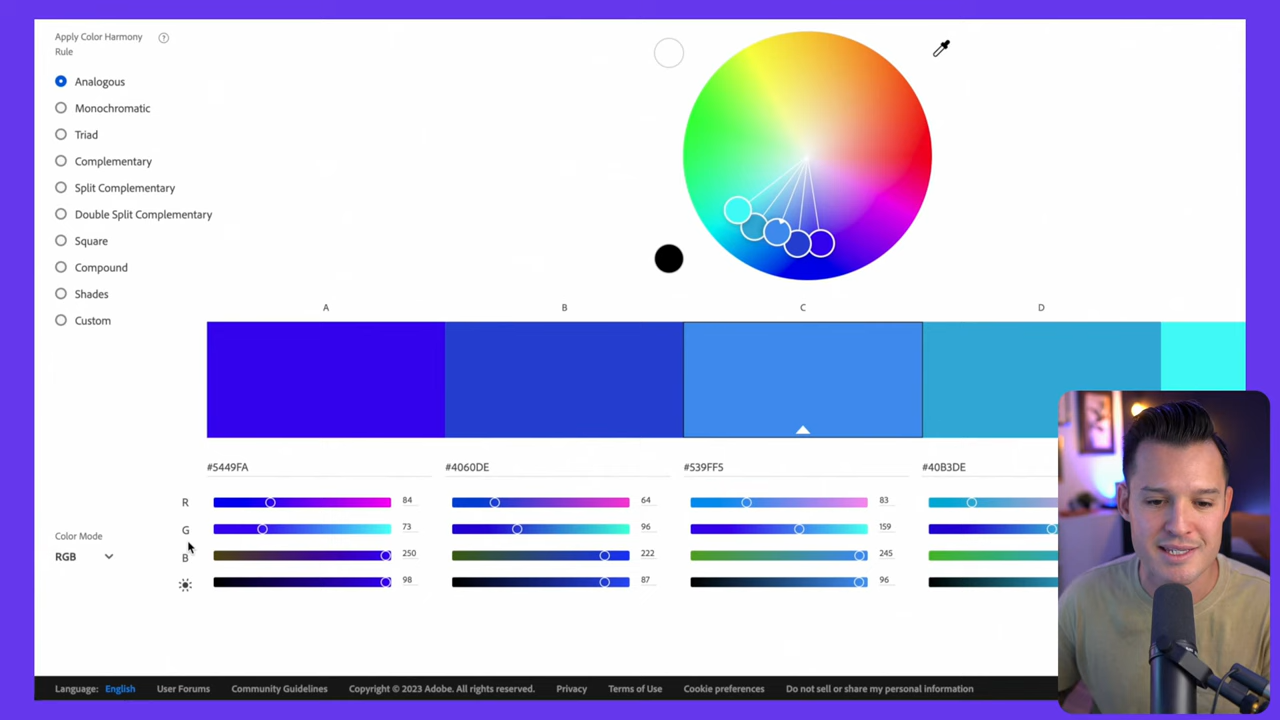 Apply Color Harmony
Rule
Analogous
Monochromatic
Triad
Complementary
Split Complementary
Double Split Complementary
Square
Compound
Shades
Custom
A B C D
#5449FA #4060DE #539FF5 #40B3DE
R 84 64 83
G 73 96 159
B 250 222 245
98 87 96
Color Mode
RGB
Language: English User Forums Community Guidelines Copyright © 2023 Adobe. All rights reserved. Privacy Terms of Use Cookie preferences Do not sell or share my personal information